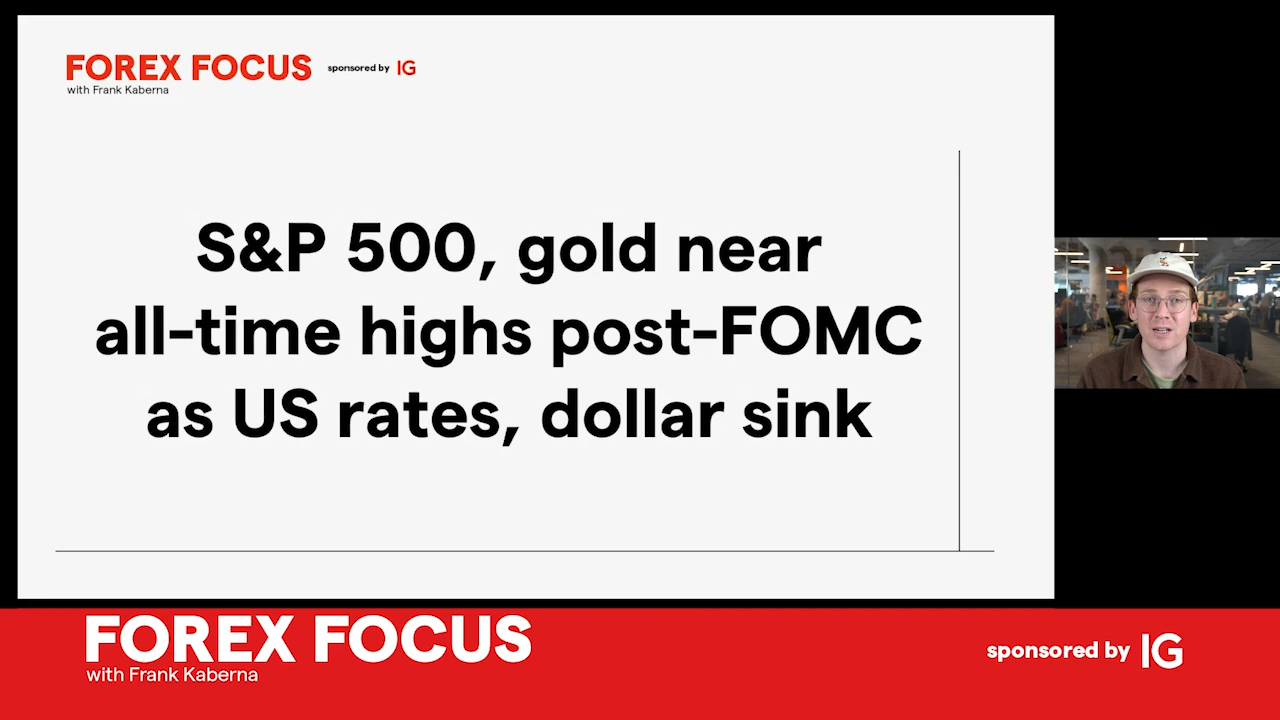 FOREX FOCUS sponsored by IG
with Frank Kaberna
S&P 500, gold near
all-time highs post-FOMC
as US rates, dollar sink
FOREX FOCUS
with Frank Kaberna
sponsored by IG